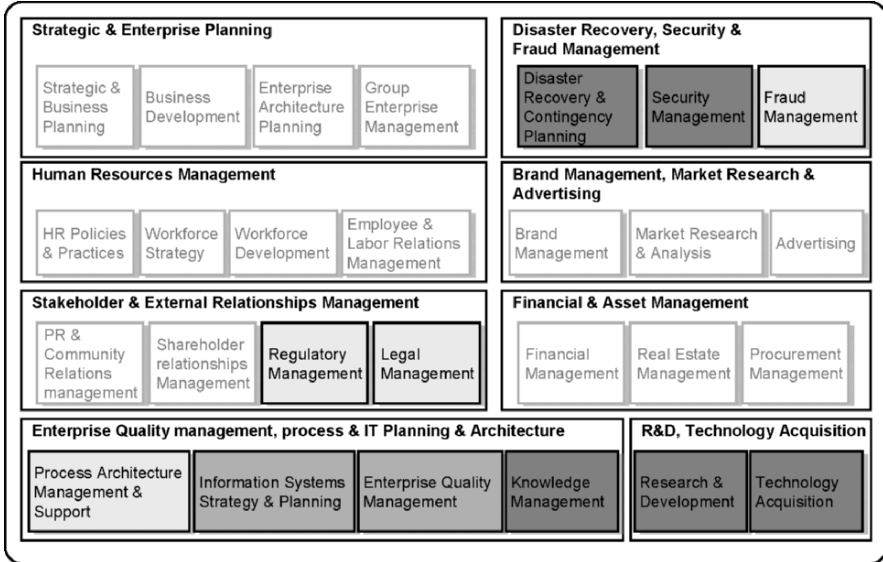 Strategic & Enterprise Planning
Strategic &
Business
Planning
Business
Development
Enterprise
Architecture
Planning
Group
Enterprise
Management
Disaster Recovery, Security &
Fraud Management
Disaster
Recovery &
Contingency
Planning
Security
Management
Fraud
Management
Human Resources Management
HR Policies
& Practices
Workforce
Strategy
Workforce
Development
Employee &
Labor Relations
Management
Brand Management, Market Research &
Advertising
Brand
Management
Market Research
& Analysis
Advertising
Stakeholder & External Relationships Management
PR &
Community
Relations
management
Shareholder
relationships
Management
Regulatory
Management
Legal
Management
Financial & Asset Management
Financial
Management
Real Estate
Management
Procurement
Management
Enterprise Quality management, process & IT Planning & Architecture
Process Architecture
Management &
Support
Information Systems
Strategy & Planning
Enterprise Quality
Management
Knowledge
Management
R&D, Technology Acquisition
Research &
Development
Technology
Acquisition